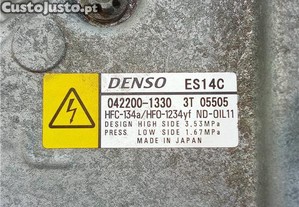 CustoJusto.pt
DENSO ES14C
042200-1330 3T 05505
HFC-134a/HFO-1234yf ND-OIL11
DESIGN HIGH SIDE 3.53MPa
PRESS. LOW SIDE 1.67MPa
MADE IN JAPAN